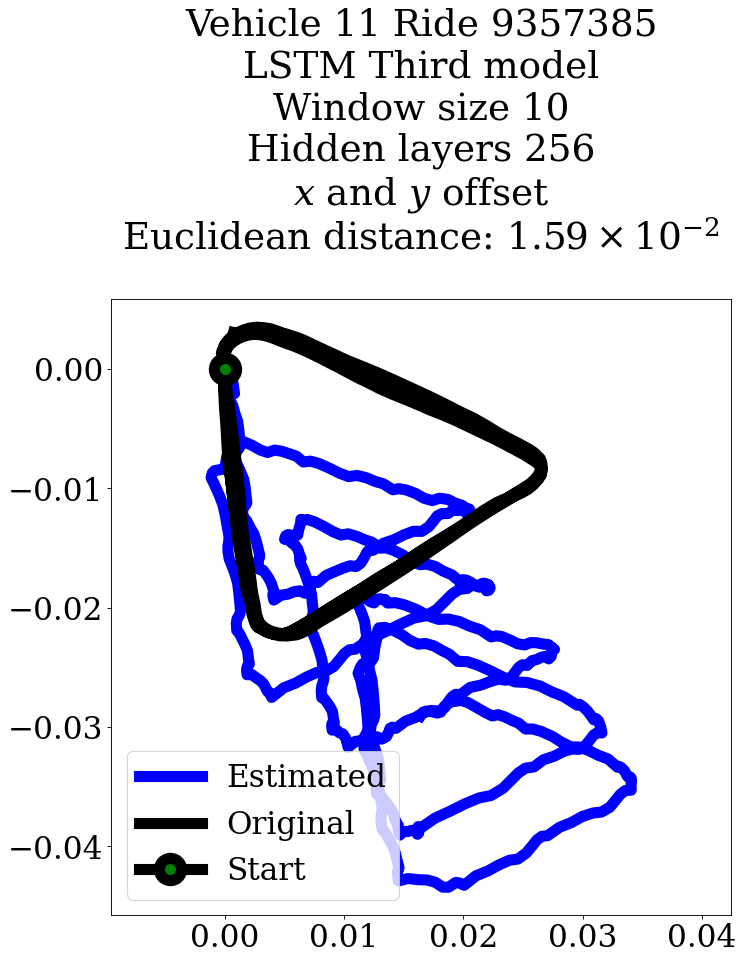 Vehicle 11 Ride 9357385
LSTM Third model
Window size 10
Hidden layers 256
x and y offset
Euclidean distance: 1.59 × 10⁻²
0.00
−0.01
−0.02
−0.03
−0.04
Estimated
Original
Start
0.00 0.01 0.02 0.03 0.04